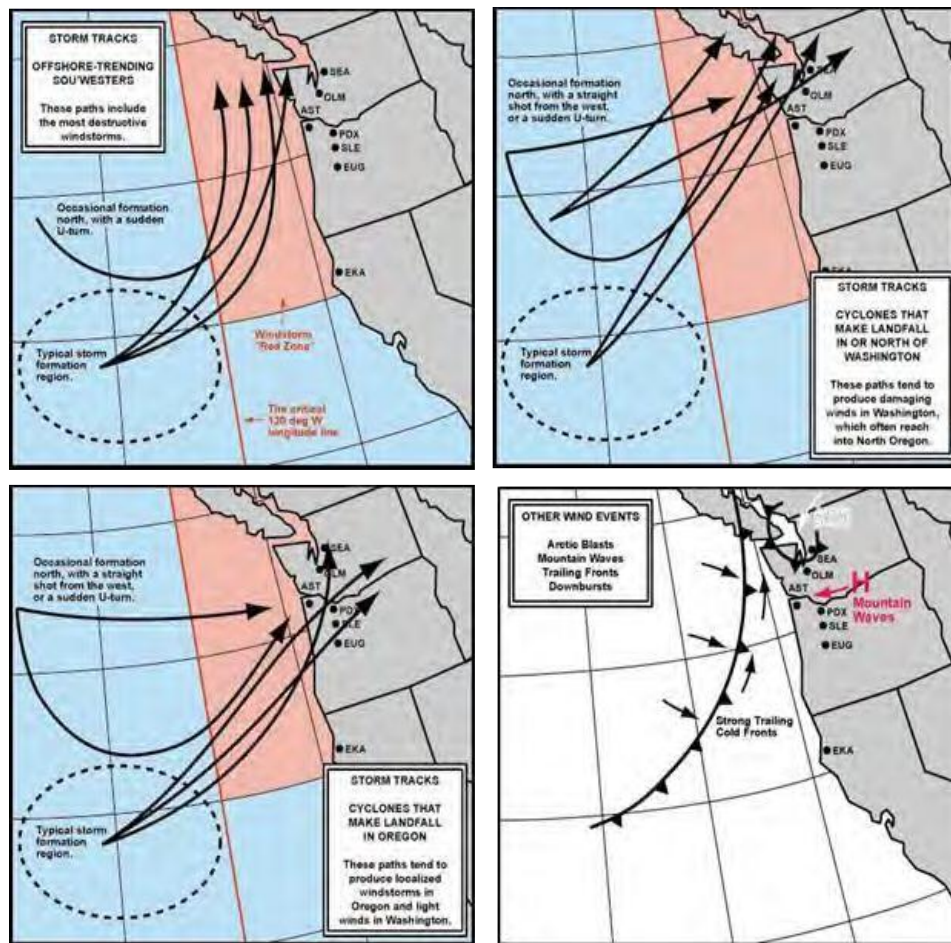 STORM TRACKS
OFFSHORE-TRENDING
SOU'WESTERS
These paths include
the most destructive
windstorms.
SEA
OLM
AST
PDX
SLE
EUG
Occasional formation
north, with a sudden
U-turn.
EKA
Typical storm
formation
region.
Windstorm
"Red Zone"
The critical
130 deg W
longitude line
Occasional formation
north, with a straight
shot from the west,
or a sudden U-turn.
OLM
AST
PDX
SLE
EUG
EKA
Typical storm
formation
region.
STORM TRACKS
CYCLONES THAT
MAKE LANDFALL
IN OR NORTH OF
WASHINGTON
These paths tend to
produce damaging
winds in Washington,
which often reach
into North Oregon.
Occasional formation
north, with a straight
shot from the west,
or a sudden U-turn.
SEA
OLM
AST
PDX
SLE
EUG
EKA
Typical storm
formation
region.
STORM TRACKS
CYCLONES THAT
MAKE LANDFALL
IN OREGON
These paths tend to
produce localized
windstorms in
Oregon and light
winds in Washington.
OTHER WIND EVENTS
Arctic Blasts
Mountain Waves
Trailing Fronts
Downbursts
SEA
OLM
AST
H
Mountain
Waves
PDX
SLE
EUG
Strong Trailing
Cold Fronts
EKA